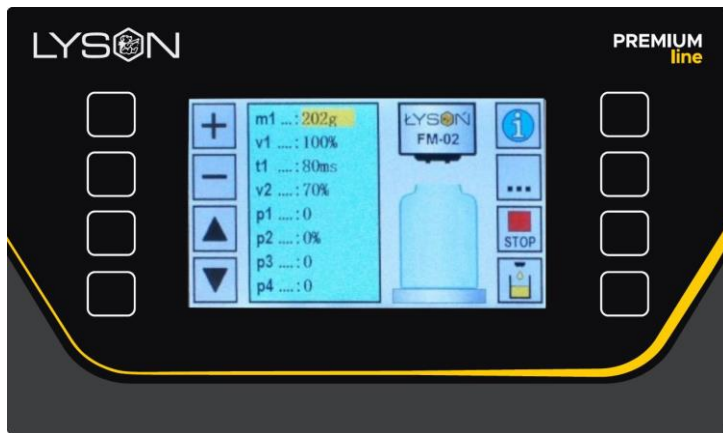 LYSON
PREMIUM
line
m1 ...: 202g
v1 ...: 100%
t1 ...: 80ms
v2 ....: 70%
p1 ....: 0
p2 ....: 0%
p3 ....: 0
p4 ....: 0
ŁYSON
FM-02
i
...
STOP